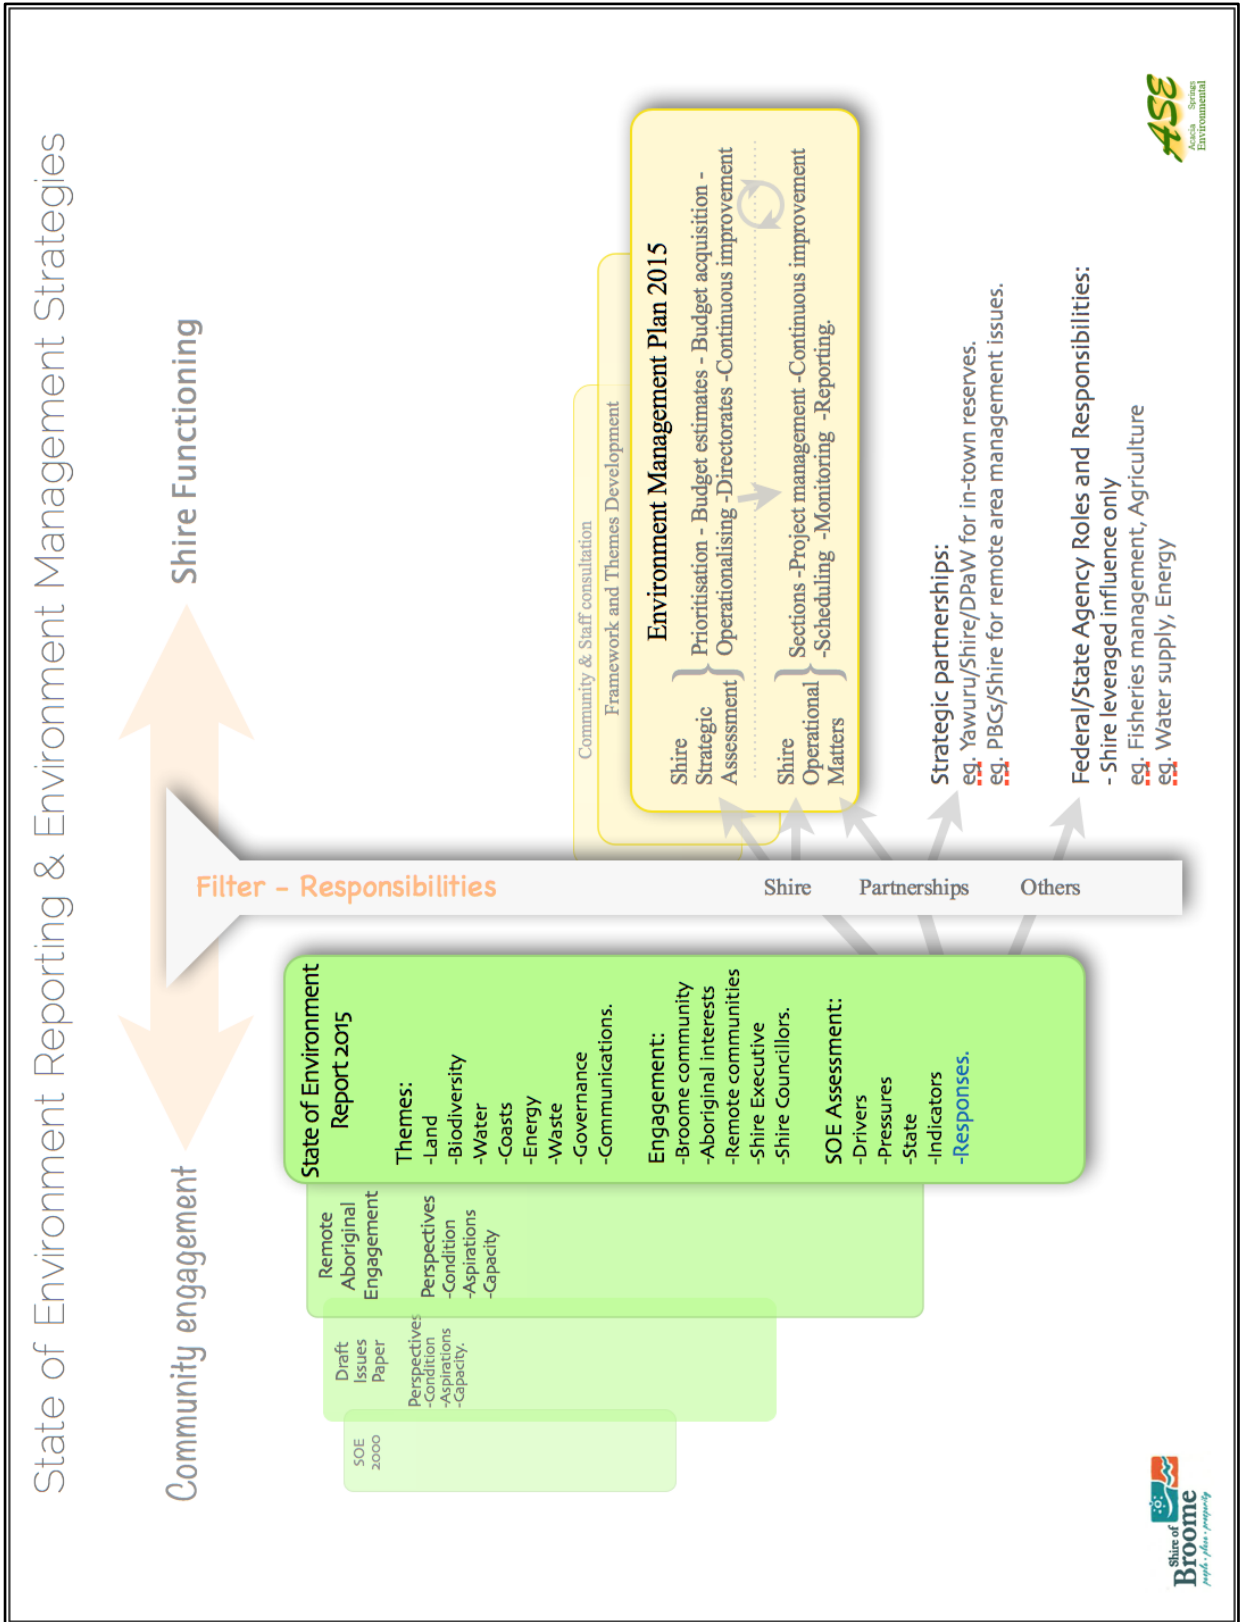 State of Environment Reporting & Environment Management Strategies
Community engagement
Shire Functioning
SOE
2000
Draft
Issues
Paper
Perspectives
-Condition
-Aspirations
-Capacity.
Remote
Aboriginal
Engagement
Perspectives
-Condition
-Aspirations
-Capacity
State of Environment
Report 2015
Themes:
-Land
-Biodiversity
-Water
-Coasts
-Energy
-Waste
-Governance
-Communications.
Engagement:
-Broome community
-Aboriginal interests
-Remote communities
-Shire Executive
-Shire Councillors.
SOE Assessment:
-Drivers
-Pressures
-State
-Indicators
-Responses.
Filter - Responsibilities
Shire
Partnerships
Others
Community & Staff consultation
Framework and Themes Development
Environment Management Plan 2015
Shire
Strategic
Assessment
Prioritisation - Budget estimates - Budget acquisition -
Operationalising -Directorates -Continuous improvement
Shire
Operational
Matters
Sections -Project management -Continuous improvement
-Scheduling -Monitoring -Reporting.
Strategic partnerships:
eg. Yawuru/Shire/DPaW for in-town reserves.
eg. PBCs/Shire for remote area management issues.
Federal/State Agency Roles and Responsibilities:
- Shire leveraged influence only
eg. Fisheries management, Agriculture
eg. Water supply, Energy
Shire of
Broome
people - place - prosperity
ASE
Acacia Springs
Environmental